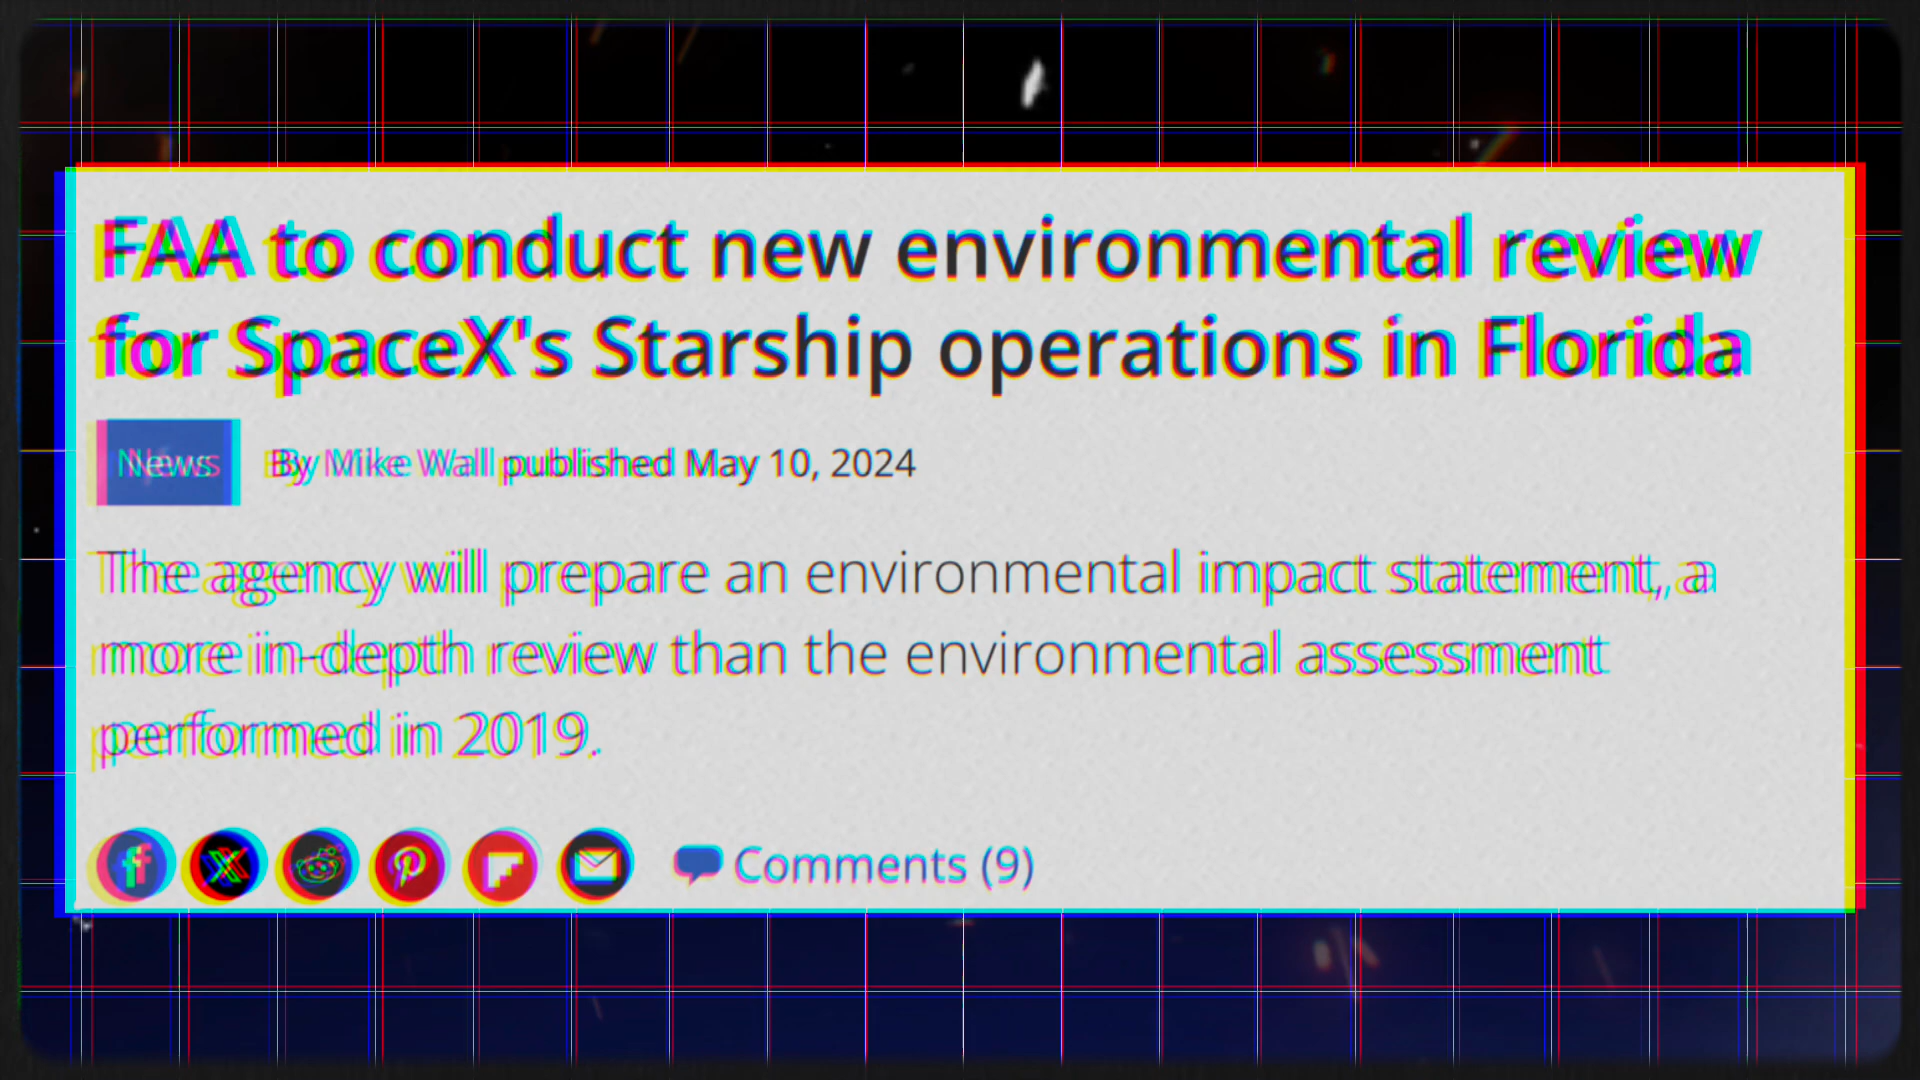 FAA to conduct new environmental review
for SpaceX's Starship operations in Florida
News By Mike Wall published May 10, 2024
The agency will prepare an environmental impact statement, a
more in-depth review than the environmental assessment
performed in 2019.
Comments (9)